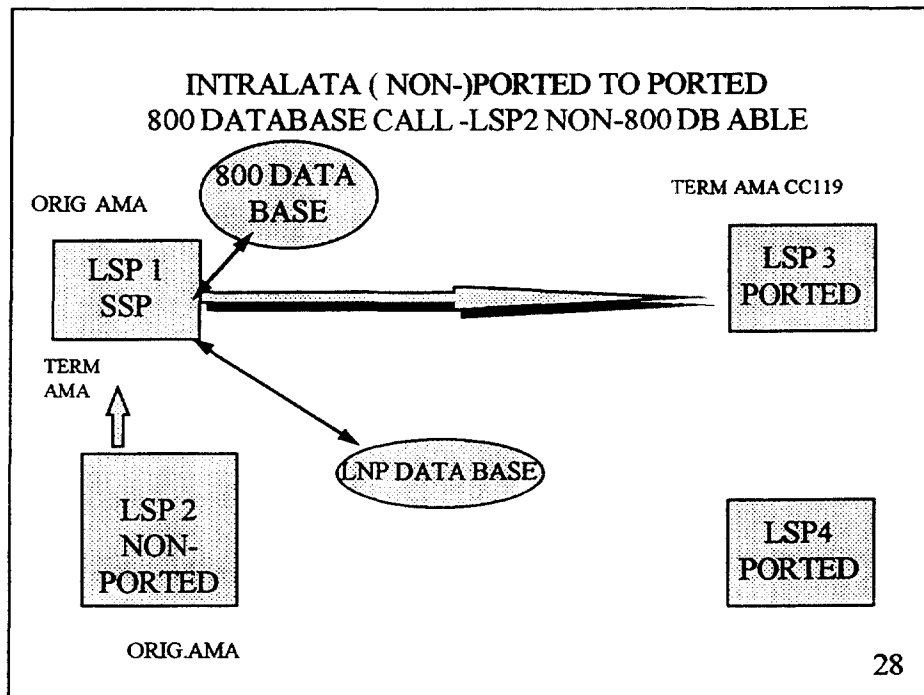 INTRALATA ( NON-)PORTED TO PORTED
800 DATABASE CALL -LSP2 NON-800 DB ABLE
800 DATA
BASE
ORIG AMA
TERM AMA CC119
LSP 1
SSP
LSP 3
PORTED
TERM
AMA
LNP DATA BASE
LSP 2
NON-
PORTED
LSP4
PORTED
ORIG.AMA
28